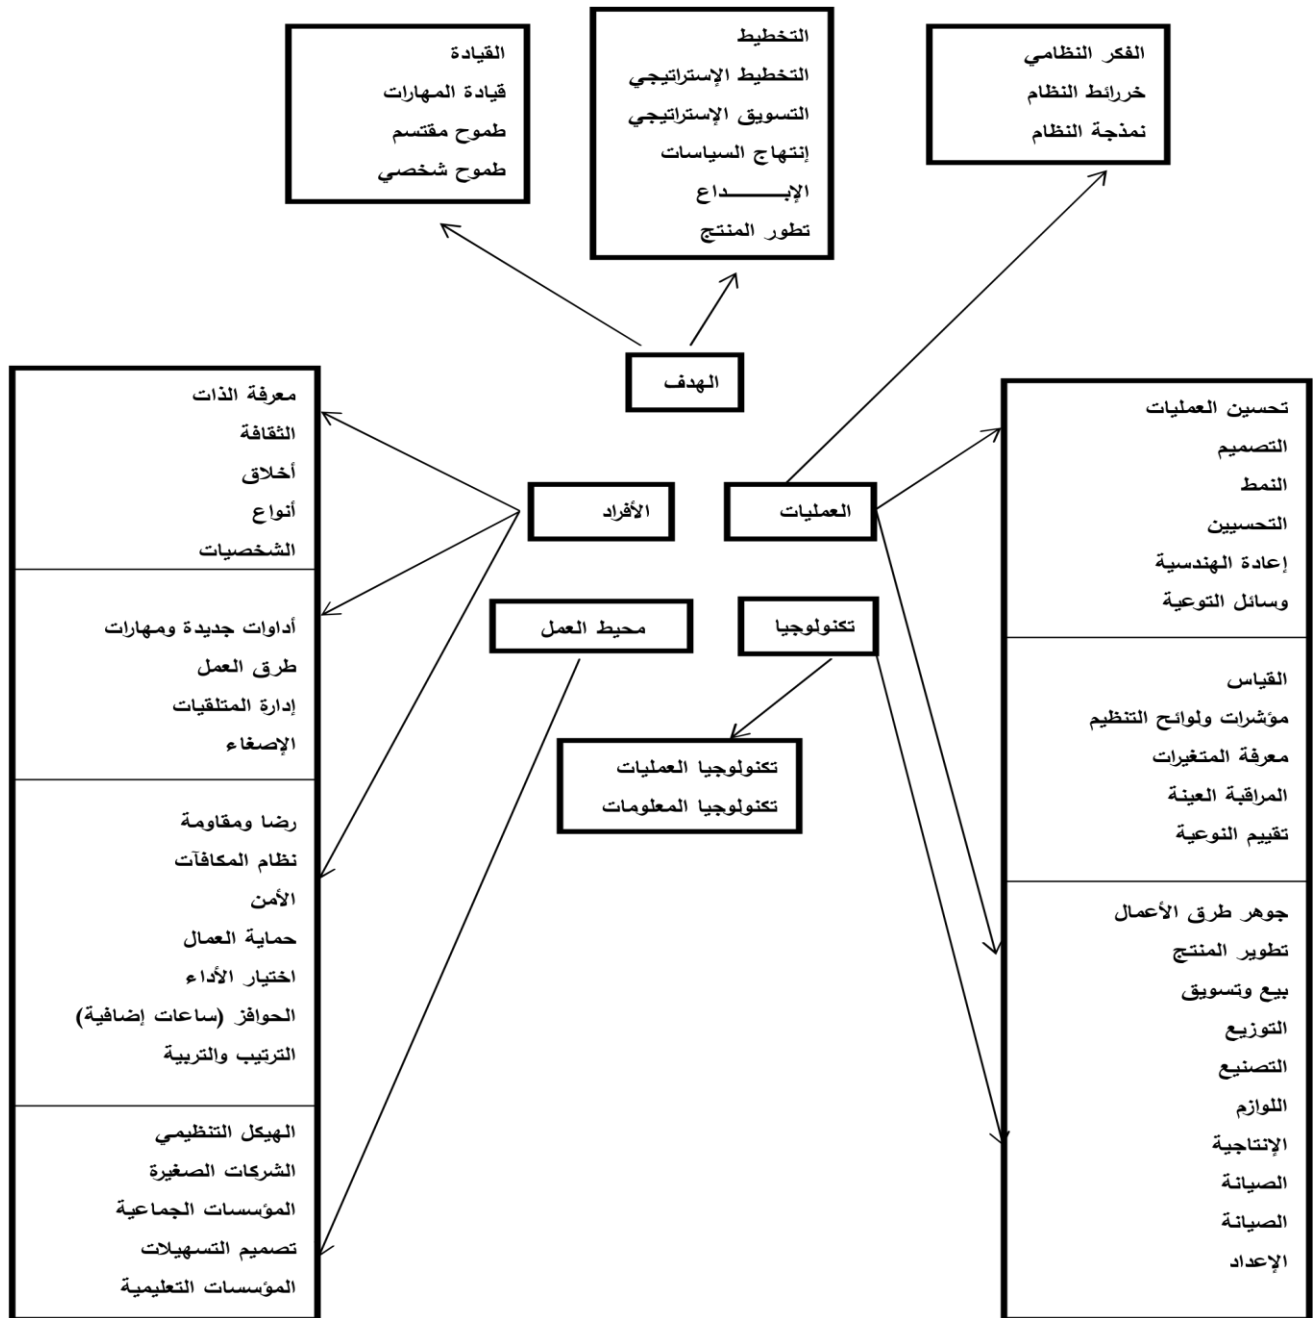 الفكر النظامي
خررائط النظام
نمذجة النظام
التخطيط
التخطيط الإستراتيجي
التسويق الإستراتيجي
إنتهاج السياسات
الإبــــــداع
تطور المنتج
القيادة
قيادة المهارات
طموح مقتسم
طموح شخصي
الهدف
العمليات
الأفراد
تكنولوجيا
محيط العمل
تكنولوجيا العمليات
تكنولوجيا المعلومات
تحسين العمليات
التصميم
النمط
التحسيين
إعادة الهندسية
وسائل التوعية
القياس
مؤشرات ولوائح التنظيم
معرفة المتغيرات
المراقبة العينة
تقييم النوعية
جوهر طرق الأعمال
تطوير المنتج
بيع وتسويق
التوزيع
التصنيع
اللوازم
الإنتاجية
الصيانة
الصيانة
الإعداد
معرفة الذات
الثقافة
أخلاق
أنواع
الشخصيات
أداوات جديدة ومهارات
طرق العمل
إدارة المتلقيات
الإصغاء
رضا ومقاومة
نظام المكافآت
الأمن
حماية العمال
اختيار الأداء
الحوافز (ساعات إضافية)
الترتيب والتربية
الهيكل التنظيمي
الشركات الصغيرة
المؤسسات الجماعية
تصميم التسهيلات
المؤسسات التعليمية